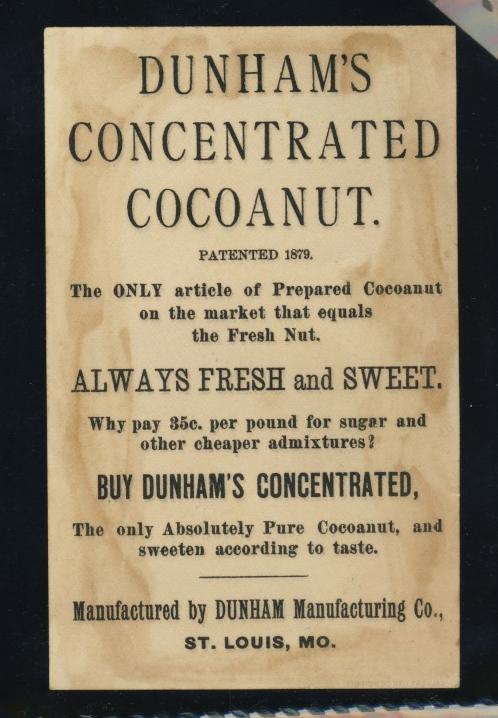 DUNHAM'S
CONCENTRATED
COCOANUT.
PATENTED 1879.
The ONLY article of Prepared Cocoanut
on the market that equals
the Fresh Nut.
ALWAYS FRESH and SWEET.
Why pay 35c. per pound for sugar and
other cheaper admixtures?
BUY DUNHAM'S CONCENTRATED,
The only Absolutely Pure Cocoanut, and
sweeten according to taste.
Manufactured by DUNHAM Manufacturing Co.,
ST. LOUIS, MO.